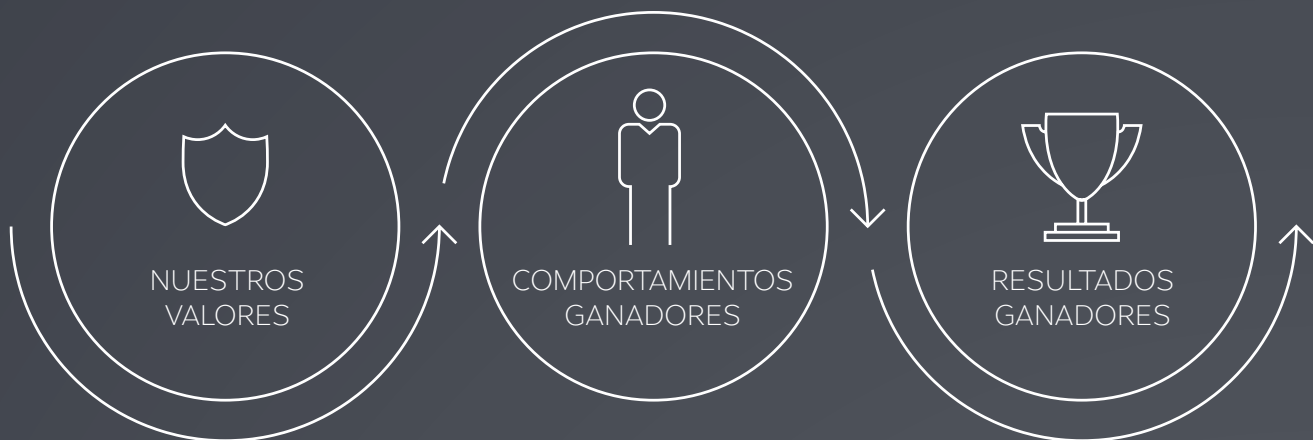 NUESTROS
VALORES
COMPORTAMIENTOS
GANADORES
RESULTADOS
GANADORES